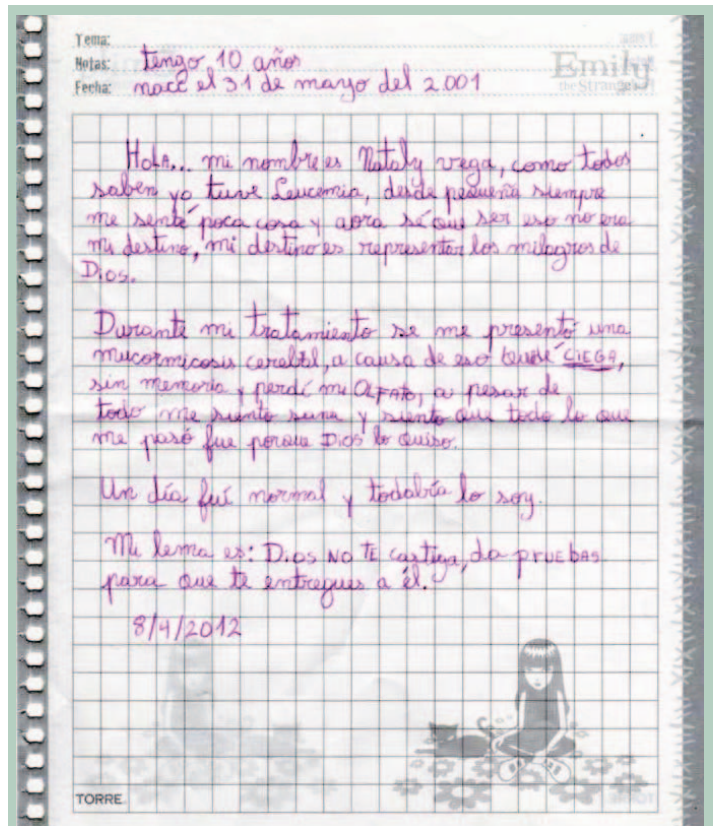 Tema:
Notas: tengo 10 años
Fecha: nací el 31 de mayo del 2.001
Emily
the Strange
HoLA... mi nombre es Nataly vega, como todos
saben yo tuve Leucemia, desde pequeña siempre
me sentí poca cosa y aora sé que ser eso no era
mi destino, mi destino es representar los milagros de
Dios.
Durante mi tratamiento se me presentó una
mucormicosis cerebral, a causa de eso Quedé CIEGA,
sin memoria y perdí mi OLFATO, a pesar de
todo me siento sana y siento que todo lo que
me pasó fue porque Dios lo quiso.
Un día fuí normal y todabía lo soy.
Mi lema es: Dios NO TE castiga, da pruebas
para que te entregues a él.
8/4/2012
TORRE